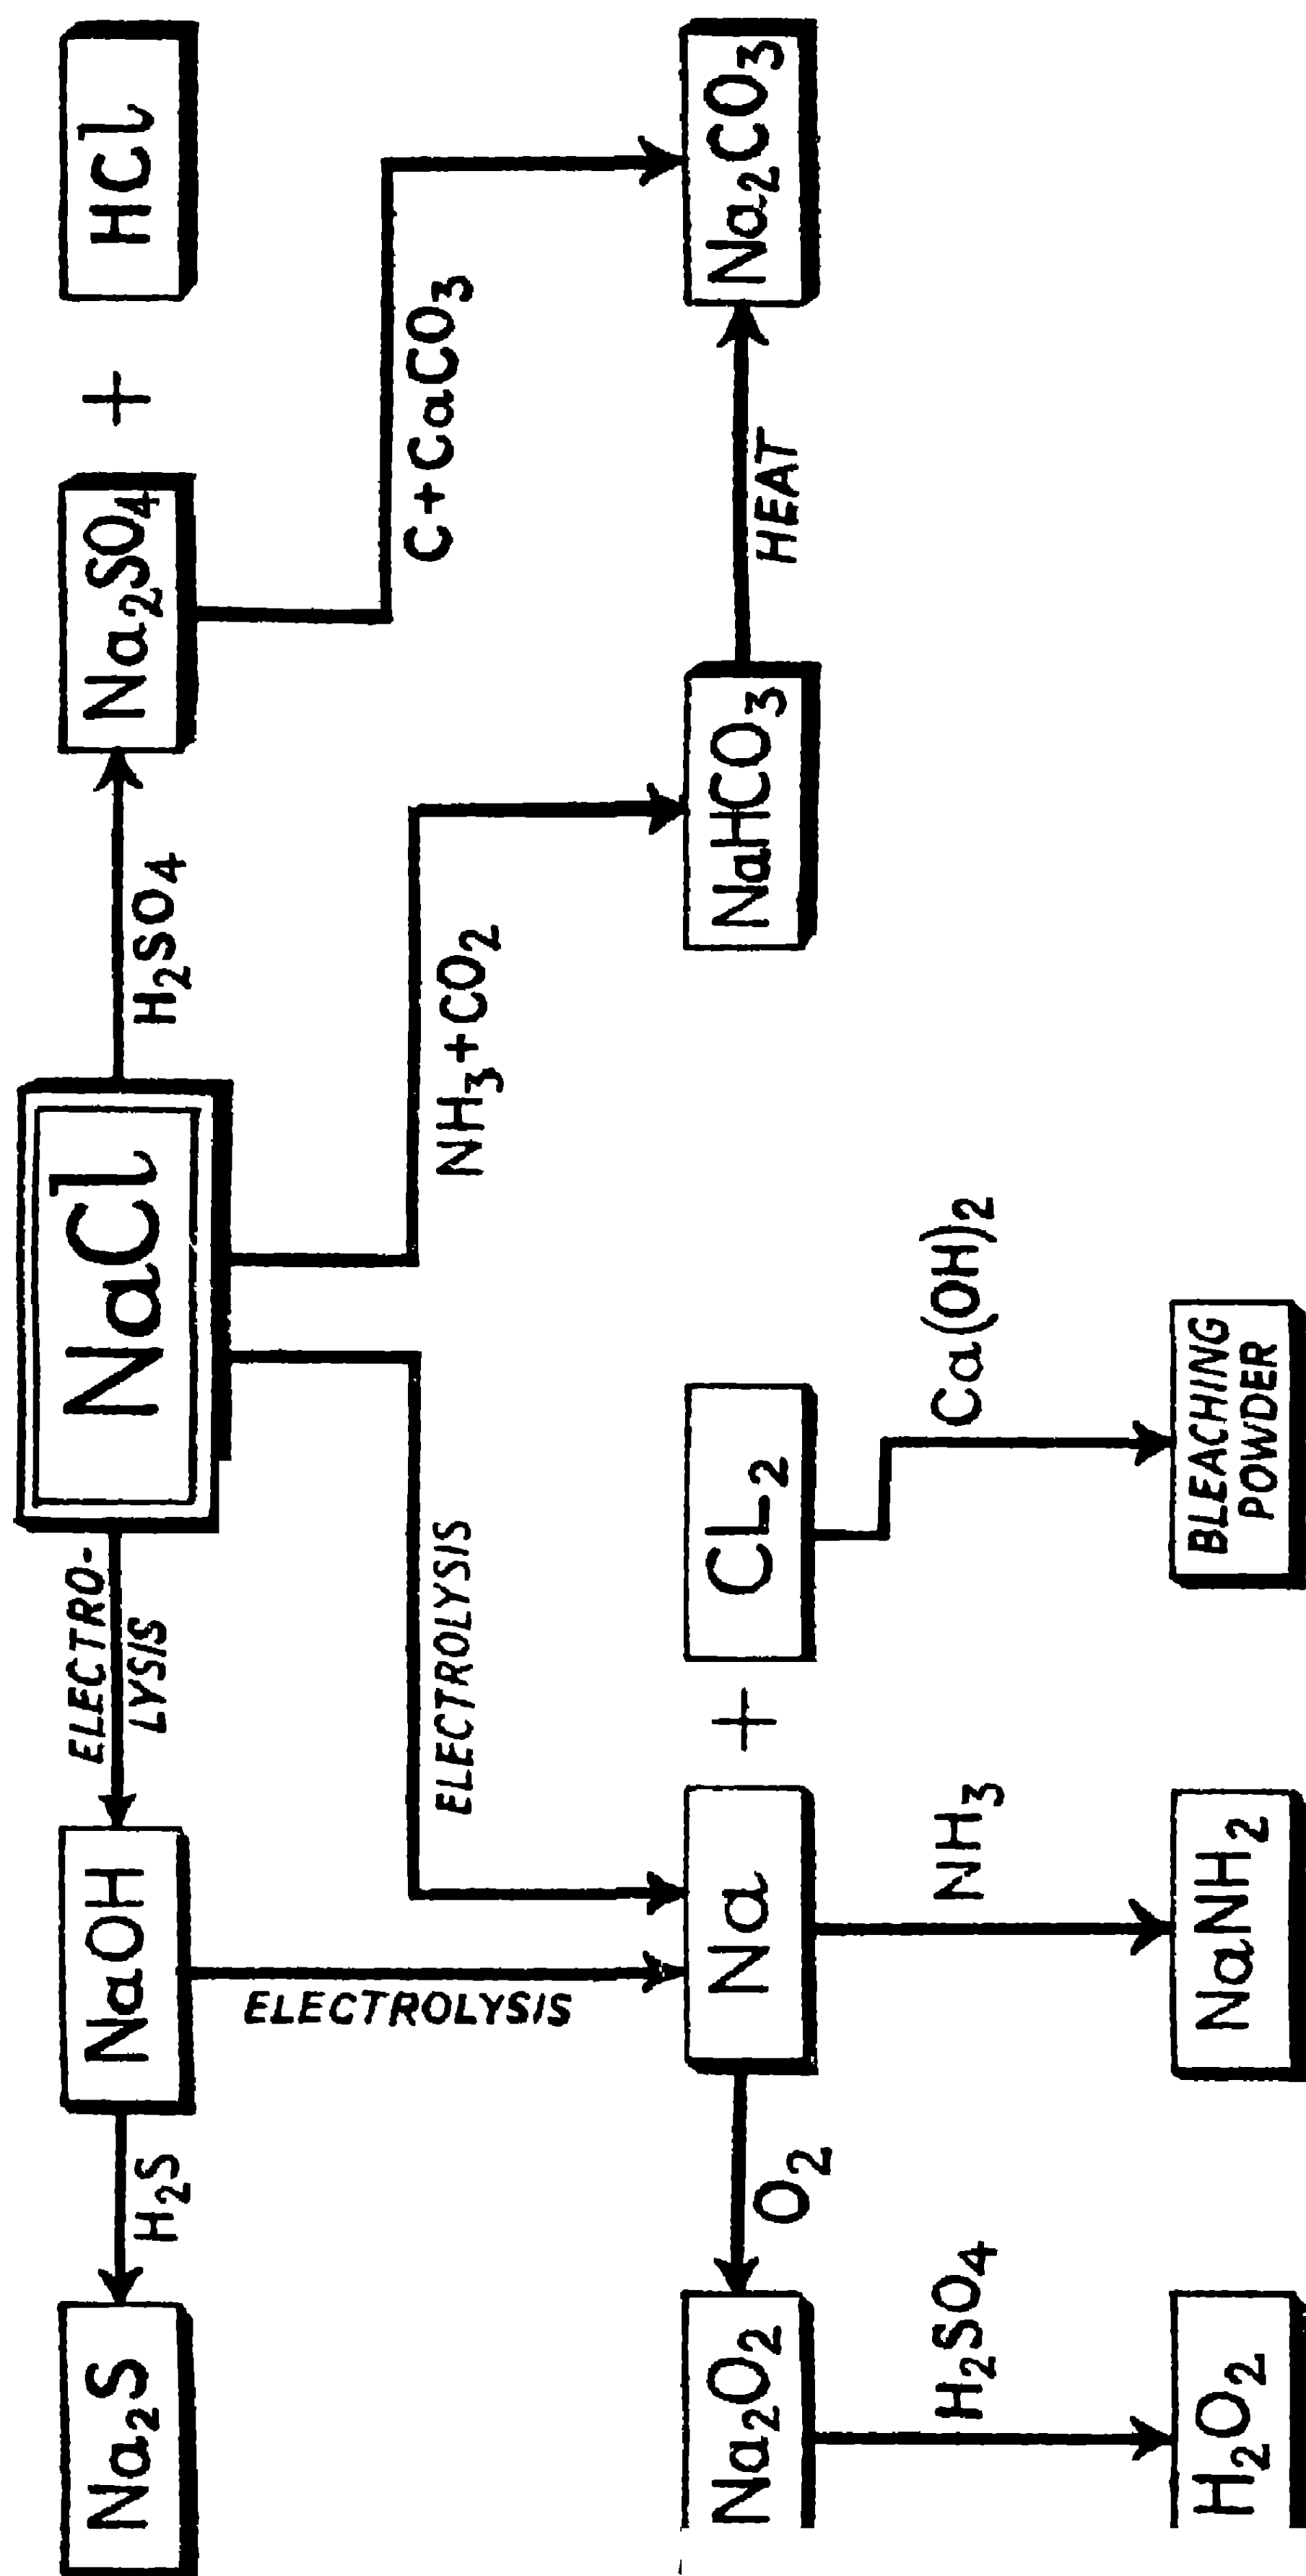 Na₂S
H₂S
NaOH
ELECTRO-
LYSIS
NaCl
H₂SO₄
Na₂SO₄
+
HCl
ELECTROLYSIS
ELECTROLYSIS
NH₃+CO₂
C+CaCO₃
Na₂O₂
O₂
Na
+
CL₂
NaHCO₃
HEAT
Na₂CO₃
H₂SO₄
NH₃
Ca(OH)₂
H₂O₂
NaNH₂
BLEACHING
POWDER